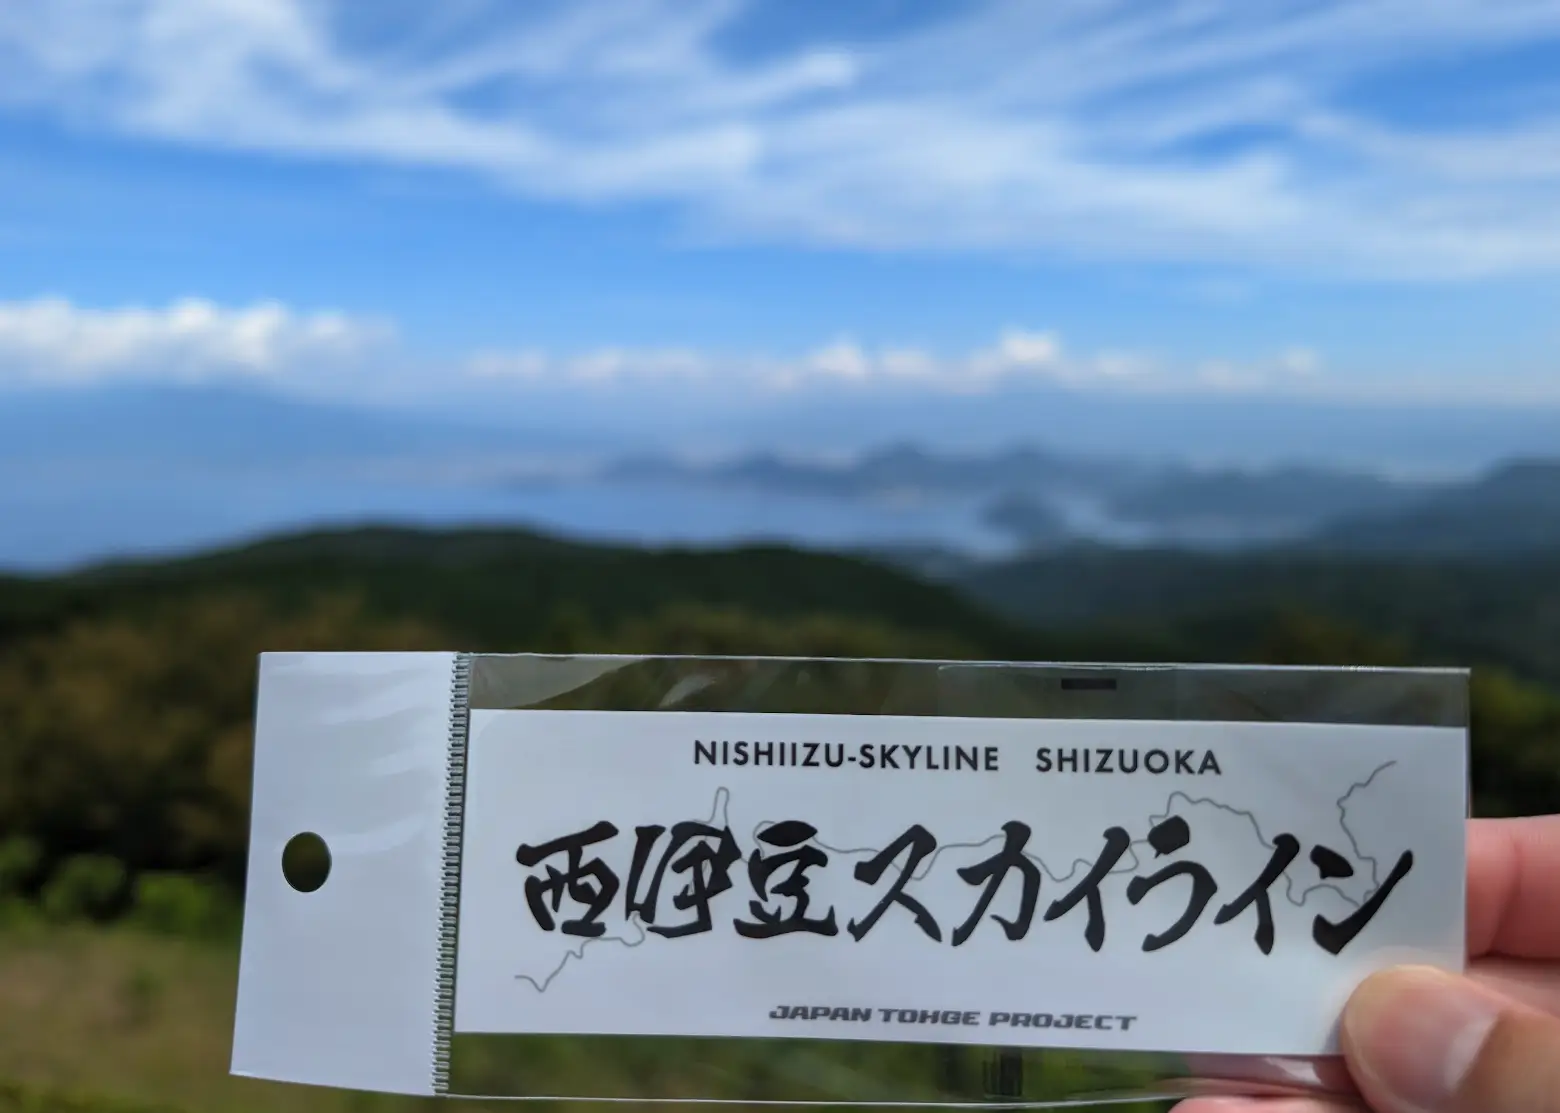 NISHIIZU-SKYLINE SHIZUOKA
西伊豆スカイライン
JAPAN TOHGE PROJECT